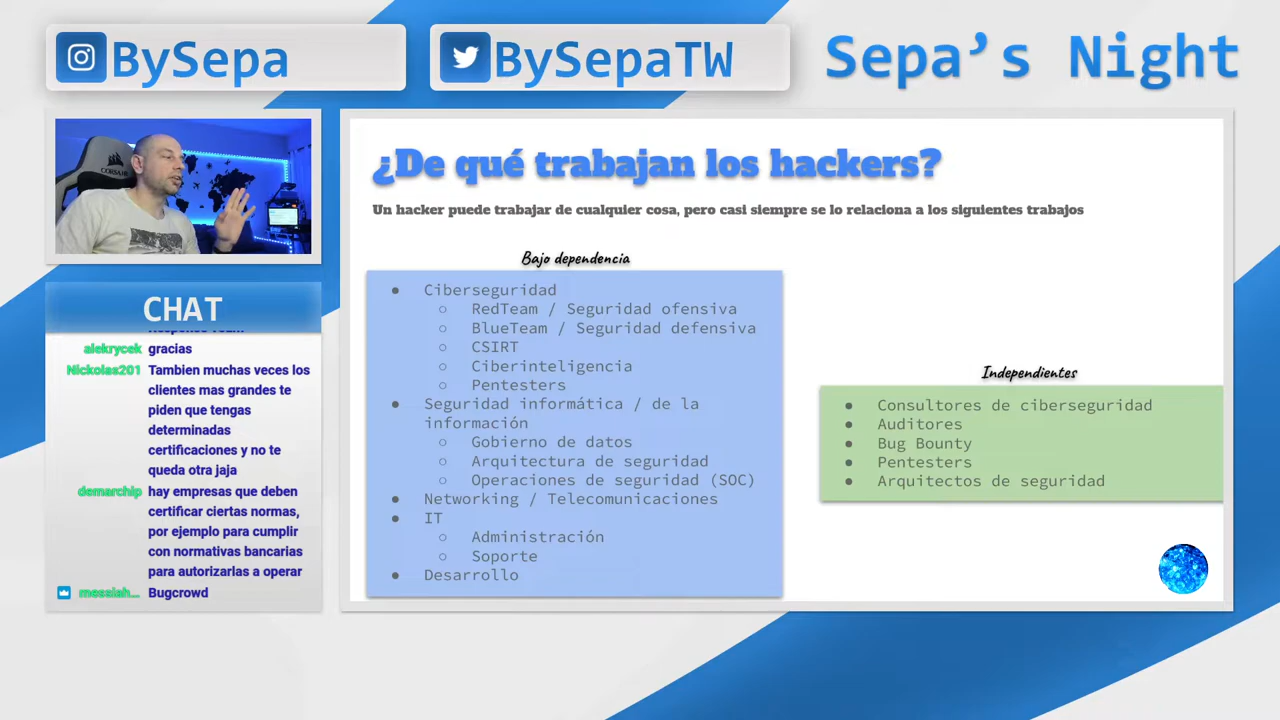 BySepa
BySepaTW
Sepa’s Night
CORSAIR
¿De qué trabajan los hackers?
Un hacker puede trabajar de cualquier cosa, pero casi siempre se lo relaciona a los siguientes trabajos
Bajo dependencia
● Ciberseguridad
○ RedTeam / Seguridad ofensiva
○ BlueTeam / Seguridad defensiva
○ CSIRT
○ Ciberinteligencia
○ Pentesters
● Seguridad informática / de la
información
○ Gobierno de datos
○ Arquitectura de seguridad
○ Operaciones de seguridad (SOC)
● Networking / Telecomunicaciones
● IT
○ Administración
○ Soporte
● Desarrollo
Independientes
● Consultores de ciberseguridad
● Auditores
● Bug Bounty
● Pentesters
● Arquitectos de seguridad
CHAT
alekrycek gracias
Nickolas201 Tambien muchas veces los
clientes mas grandes te
piden que tengas
determinadas
certificaciones y no te
queda otra jaja
demarchip hay empresas que deben
certificar ciertas normas,
por ejemplo para cumplir
con normativas bancarias
para autorizarlas a operar
messiah... Bugcrowd